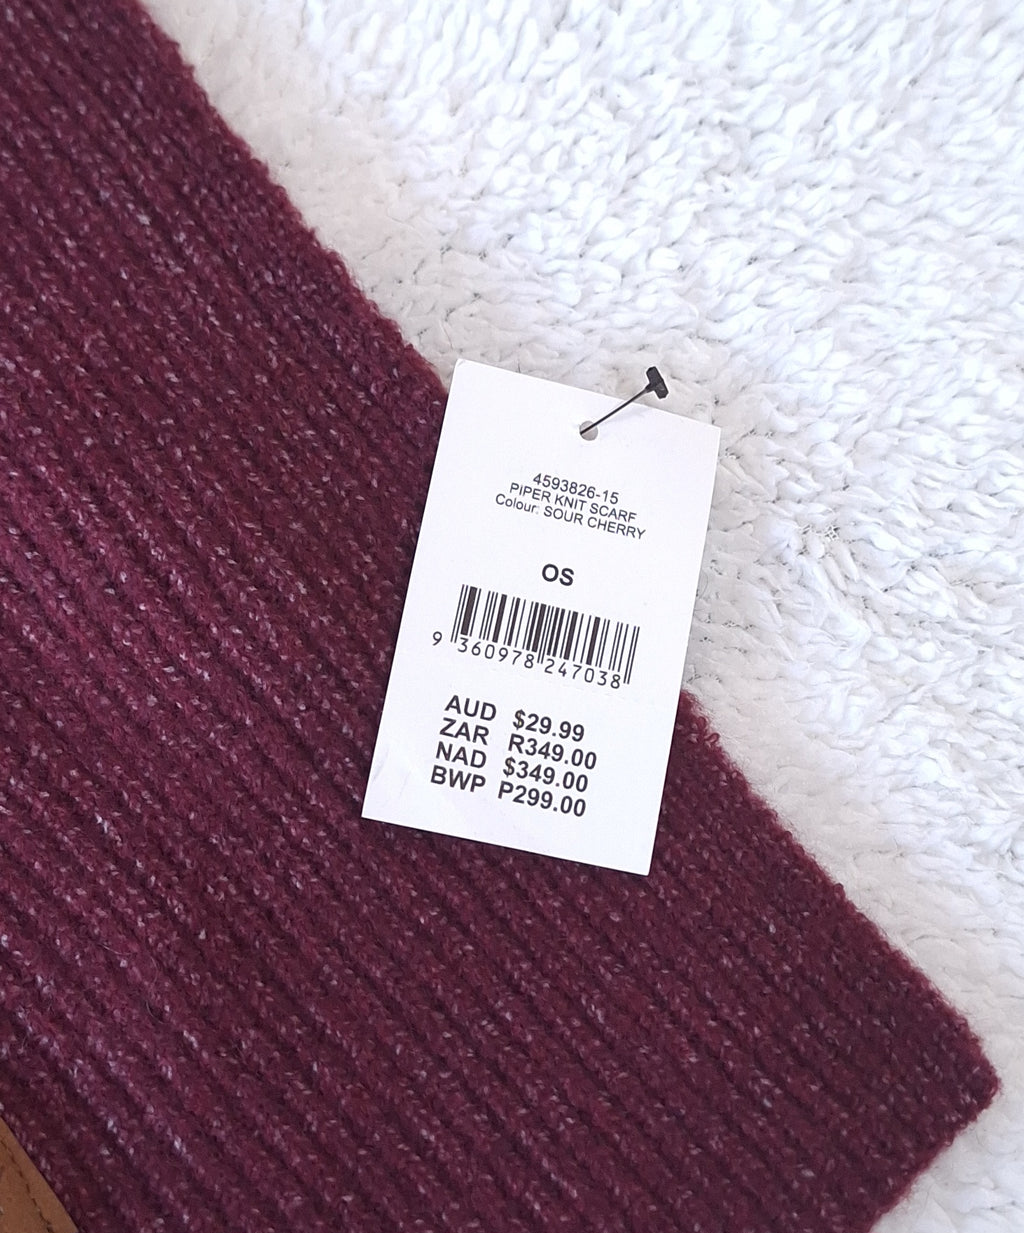 4593826-15
PIPER KNIT SCARF
Colour: SOUR CHERRY
OS
9 360978 247038
AUD $29.99
ZAR R349.00
NAD $349.00
BWP P299.00